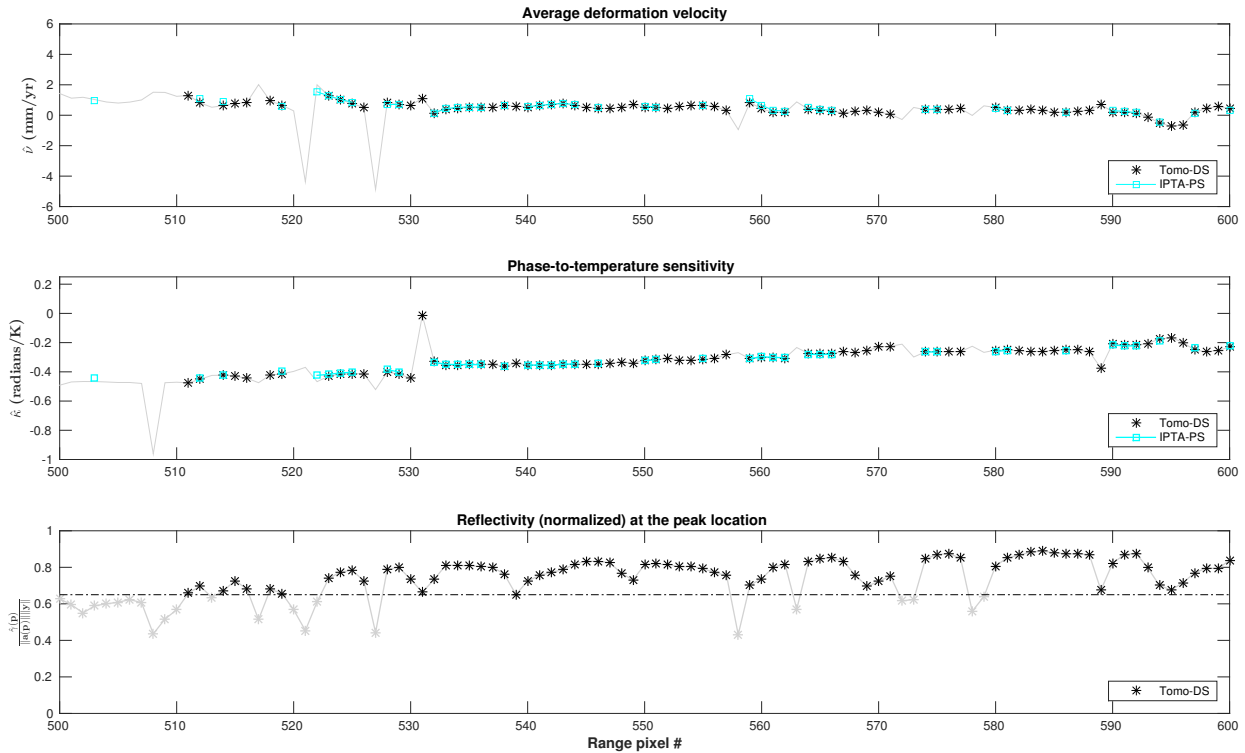 Average deformation velocity
6
4
2
0
-2
-4
-6
ν̂ (mm/yr)
Tomo-DS
IPTA-PS
500 510 520 530 540 550 560 570 580 590 600
Phase-to-temperature sensitivity
0.2
0
-0.2
-0.4
-0.6
-0.8
-1
κ̂ (radians/K)
Tomo-DS
IPTA-PS
500 510 520 530 540 550 560 570 580 590 600
Reflectivity (normalized) at the peak location
1
0.8
0.6
0.4
0.2
0
γ̂(p)
||a(p)||||y||
Tomo-DS
500 510 520 530 540 550 560 570 580 590 600
Range pixel #